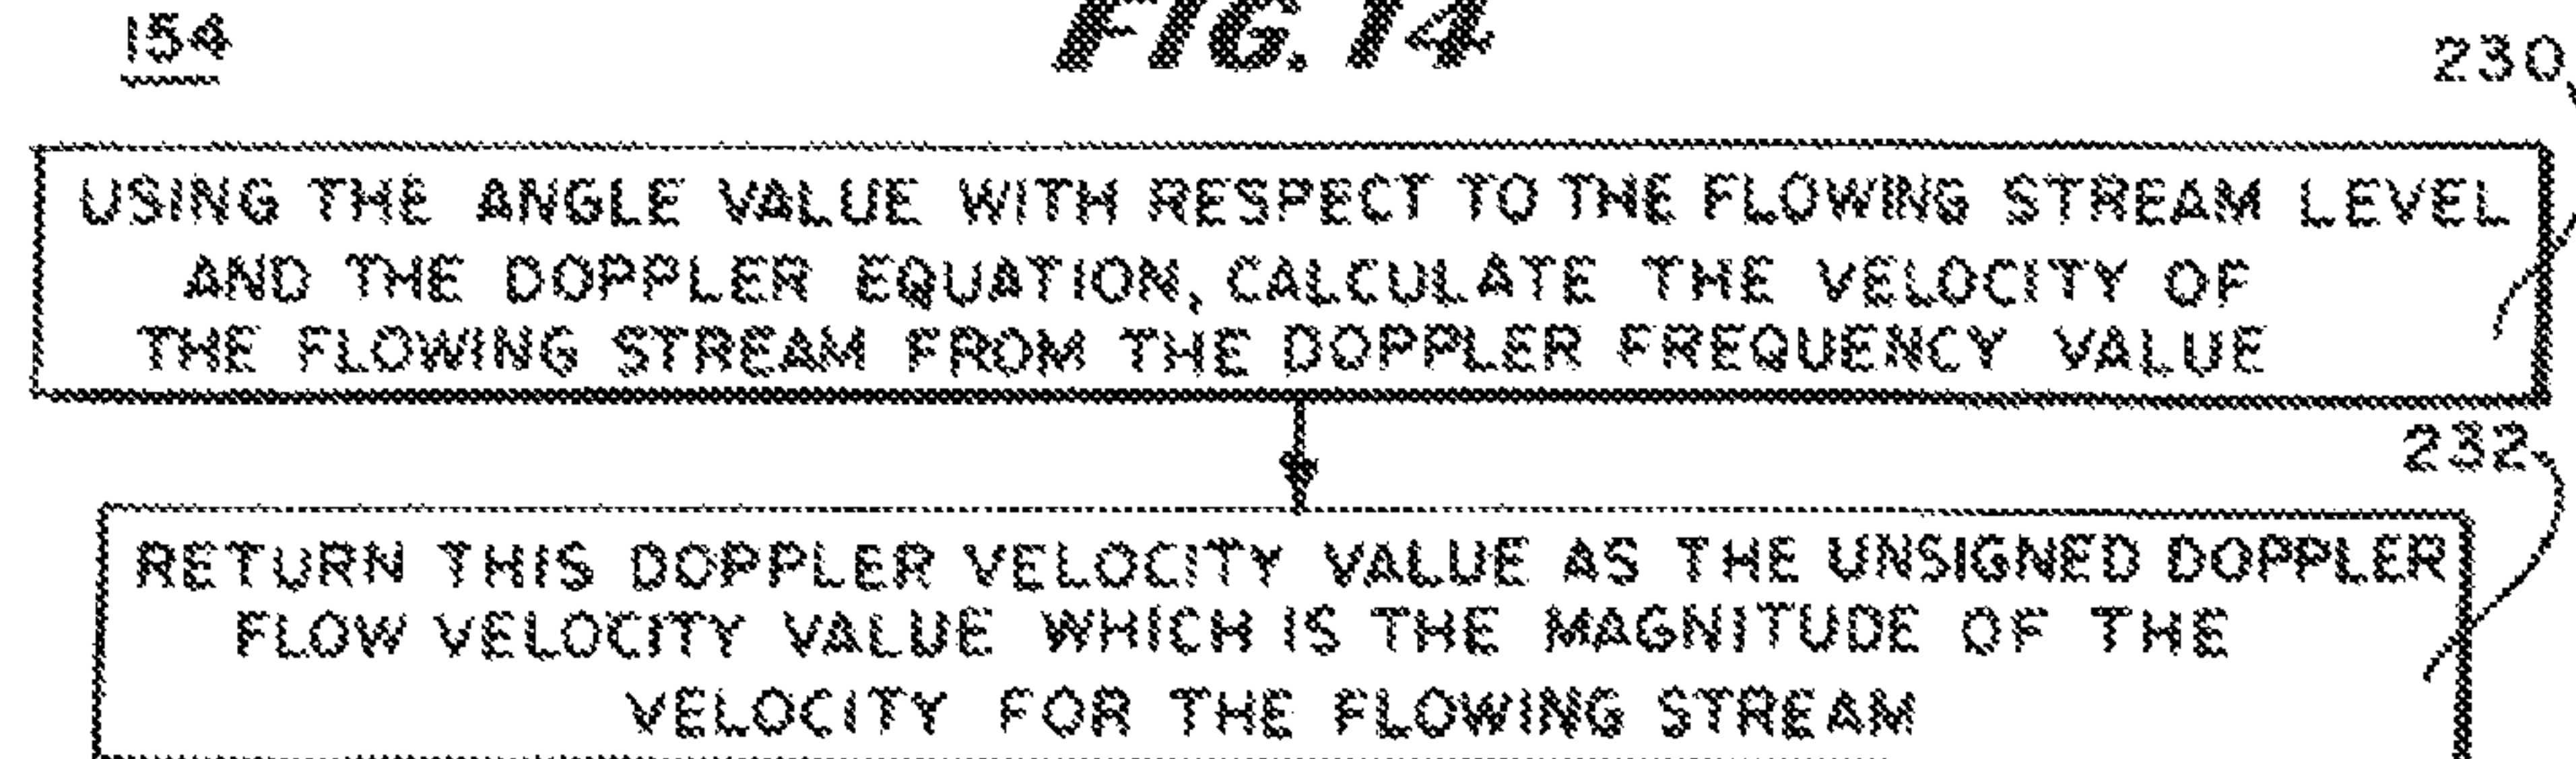 154
FIG. 14
230
USING THE ANGLE VALUE WITH RESPECT TO THE FLOWING STREAM LEVEL
AND THE DOPPLER EQUATION, CALCULATE THE VELOCITY OF
THE FLOWING STREAM FROM THE DOPPLER FREQUENCY VALUE
232
RETURN THIS DOPPLER VELOCITY VALUE AS THE UNSIGNED DOPPLER
FLOW VELOCITY VALUE WHICH IS THE MAGNITUDE OF THE
VELOCITY FOR THE FLOWING STREAM